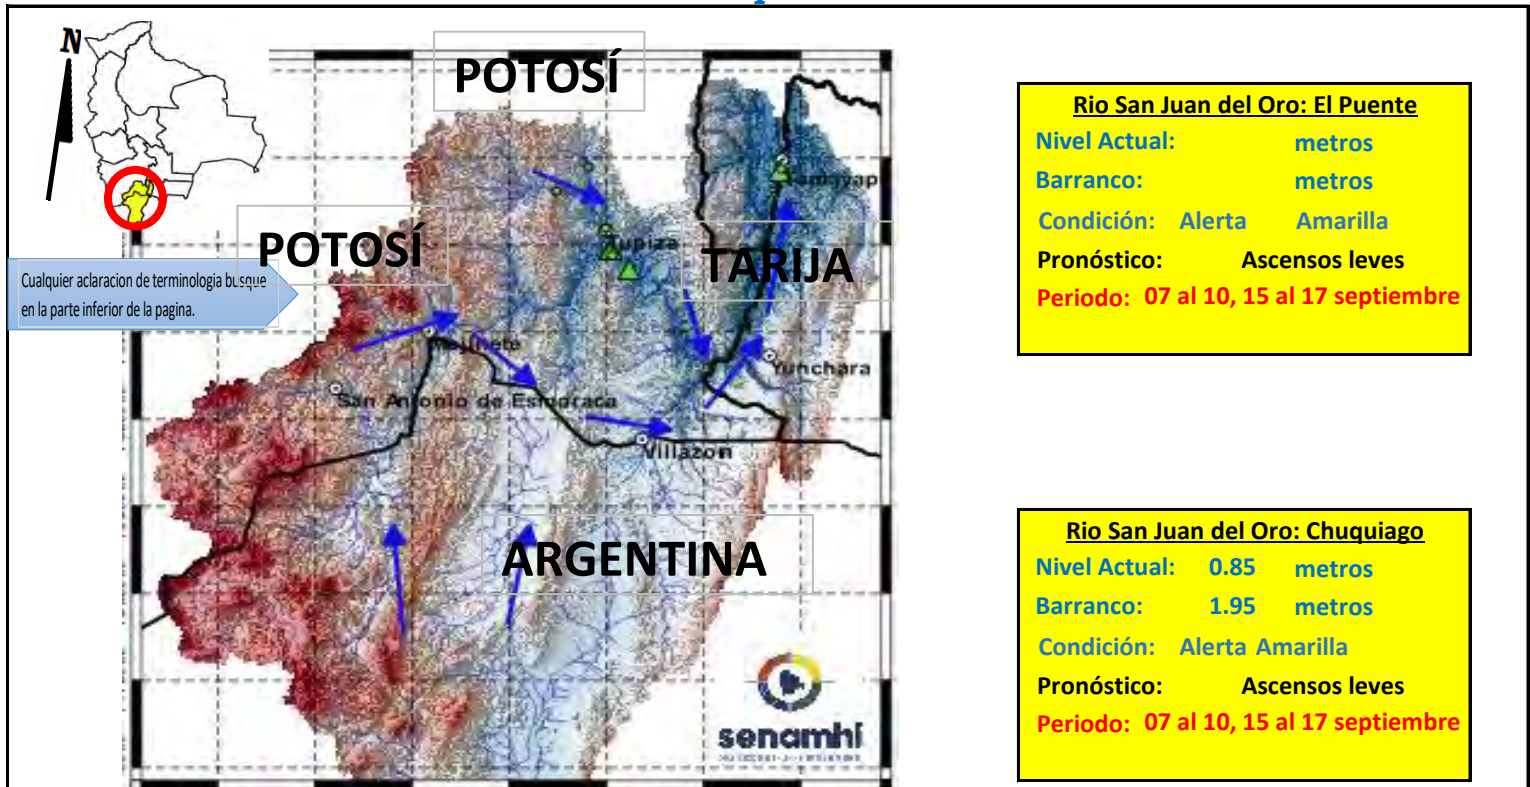 N
POTOSÍ
POTOSÍ
TARIJA
Cualquier aclaracion de terminologia busque
en la parte inferior de la pagina.
Tupiza
Yunchara
San Antonio de Esmoraca
Villazon
ARGENTINA
senamhi
Rio San Juan del Oro: El Puente
Nivel Actual: metros
Barranco: metros
Condición: Alerta Amarilla
Pronóstico: Ascensos leves
Periodo: 07 al 10, 15 al 17 septiembre
Rio San Juan del Oro: Chuquiago
Nivel Actual: 0.85 metros
Barranco: 1.95 metros
Condición: Alerta Amarilla
Pronóstico: Ascensos leves
Periodo: 07 al 10, 15 al 17 septiembre